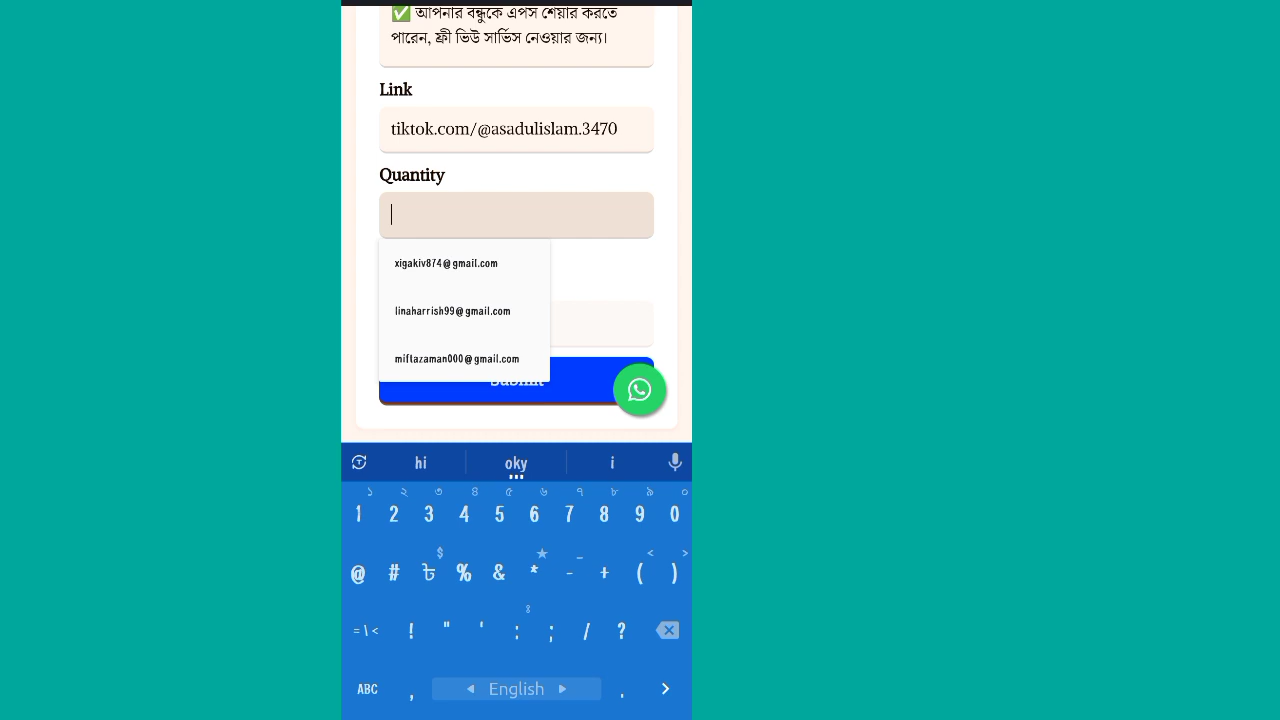 ✅ আপনার বন্ধুকে এপস শেয়ার করতে
পারেন, ফ্রী ভিউ সার্ভিস নেওয়ার জন্য।
Link
tiktok.com/@asadulislam.3470
Quantity
xigakiv874@gmail.com
linaharrish99@gmail.com
miftazaman000@gmail.com
Submit
hi oky i
১ ২ ৩ ৪ ৫ ৬ ৭ ৮ ৯ ০
1 2 3 4 5 6 7 8 9 0
$ ★ _ < >
@ # ৳ % & * - + ( )
= \ < ! " ' : ; / ?
ABC , English .